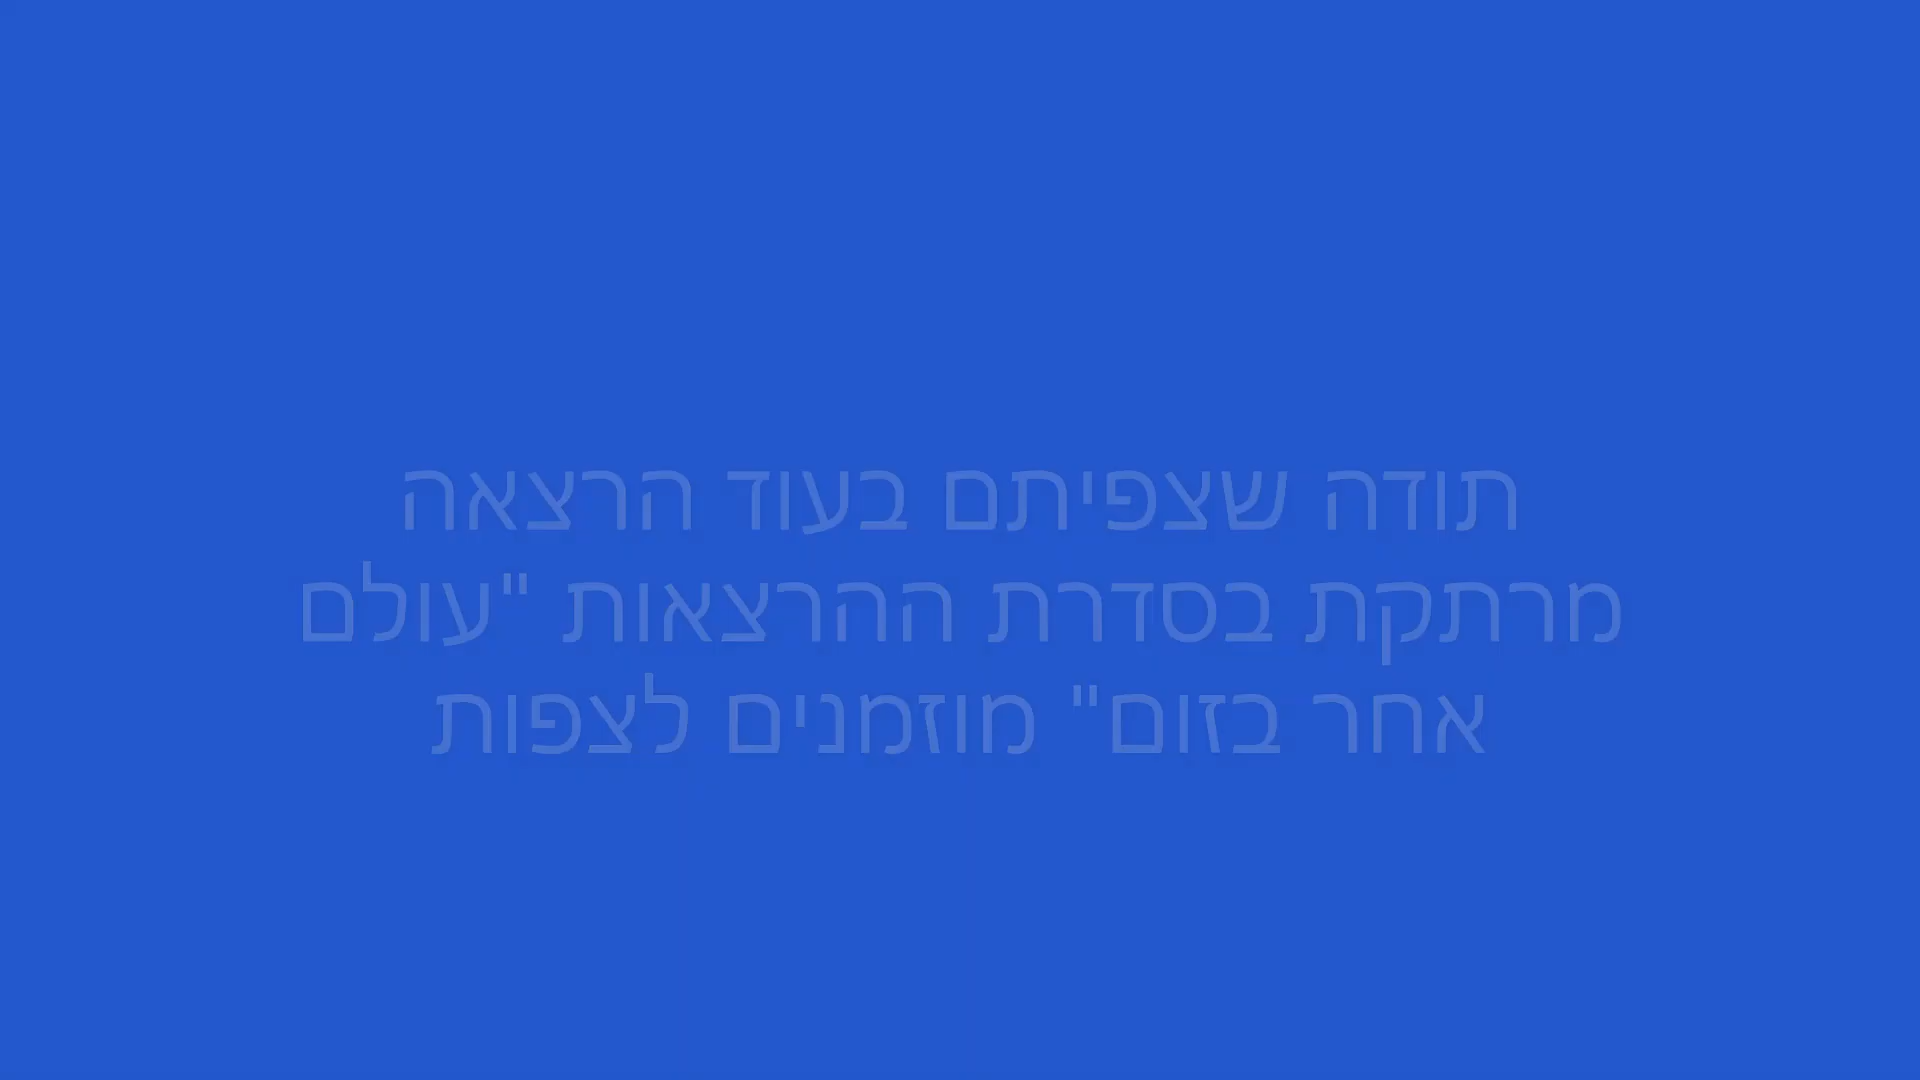 תודה שצפיתם בעוד הרצאה
מרתקת בסדרת ההרצאות "עולם
אחר בזום" מוזמנים לצפות